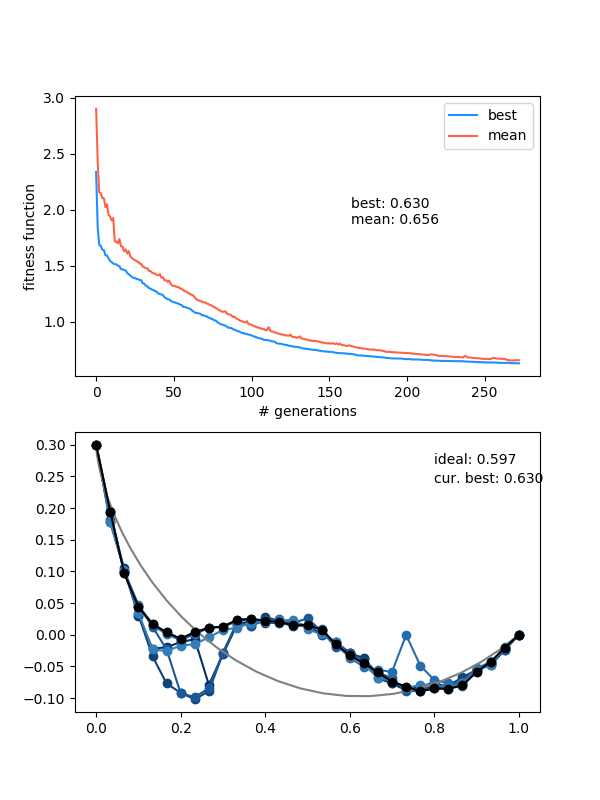 3.0
2.5
2.0
1.5
1.0
fitness function
best
mean
best: 0.630
mean: 0.656
0 50 100 150 200 250
# generations
0.30
0.25
0.20
0.15
0.10
0.05
0.00
−0.05
−0.10
ideal: 0.597
cur. best: 0.630
0.0 0.2 0.4 0.6 0.8 1.0